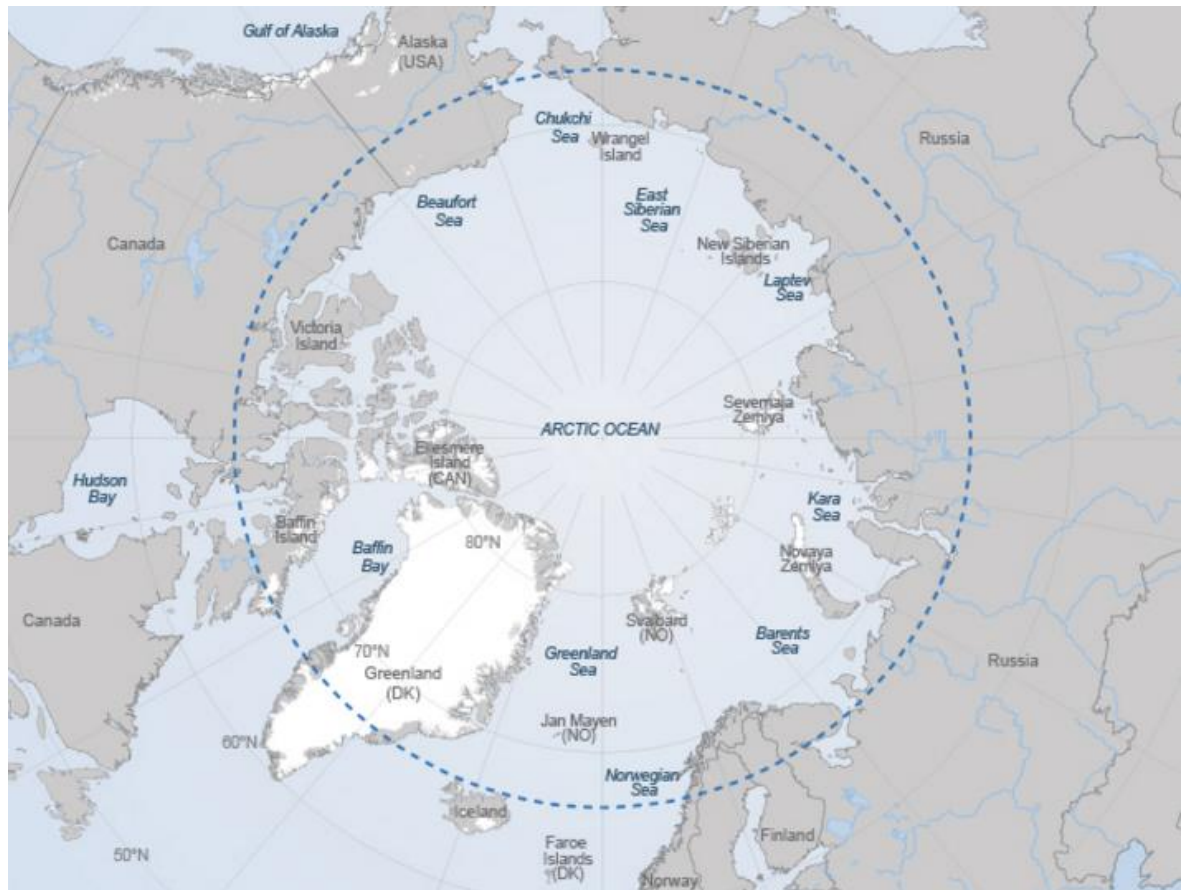 Gulf of Alaska
Alaska
(USA)
Chukchi
Sea
Wrangel
Island
Russia
Beaufort
Sea
East
Siberian
Sea
Canada
New Siberian
Islands
Laptev
Sea
Victoria
Island
Severnaja
Zemlya
ARCTIC OCEAN
Ellesmere
Island
(CAN)
Hudson
Bay
Kara
Sea
Baffin
Island
Baffin
Bay
80°N
Novaya
Zemlya
Canada
Svalbard
(NO)
Barents
Sea
70°N
Greenland
Sea
Russia
Greenland
(DK)
Jan Mayen
(NO)
60°N
Norwegian
Sea
Iceland
Finland
Faroe
Islands
(DK)
50°N
Norway